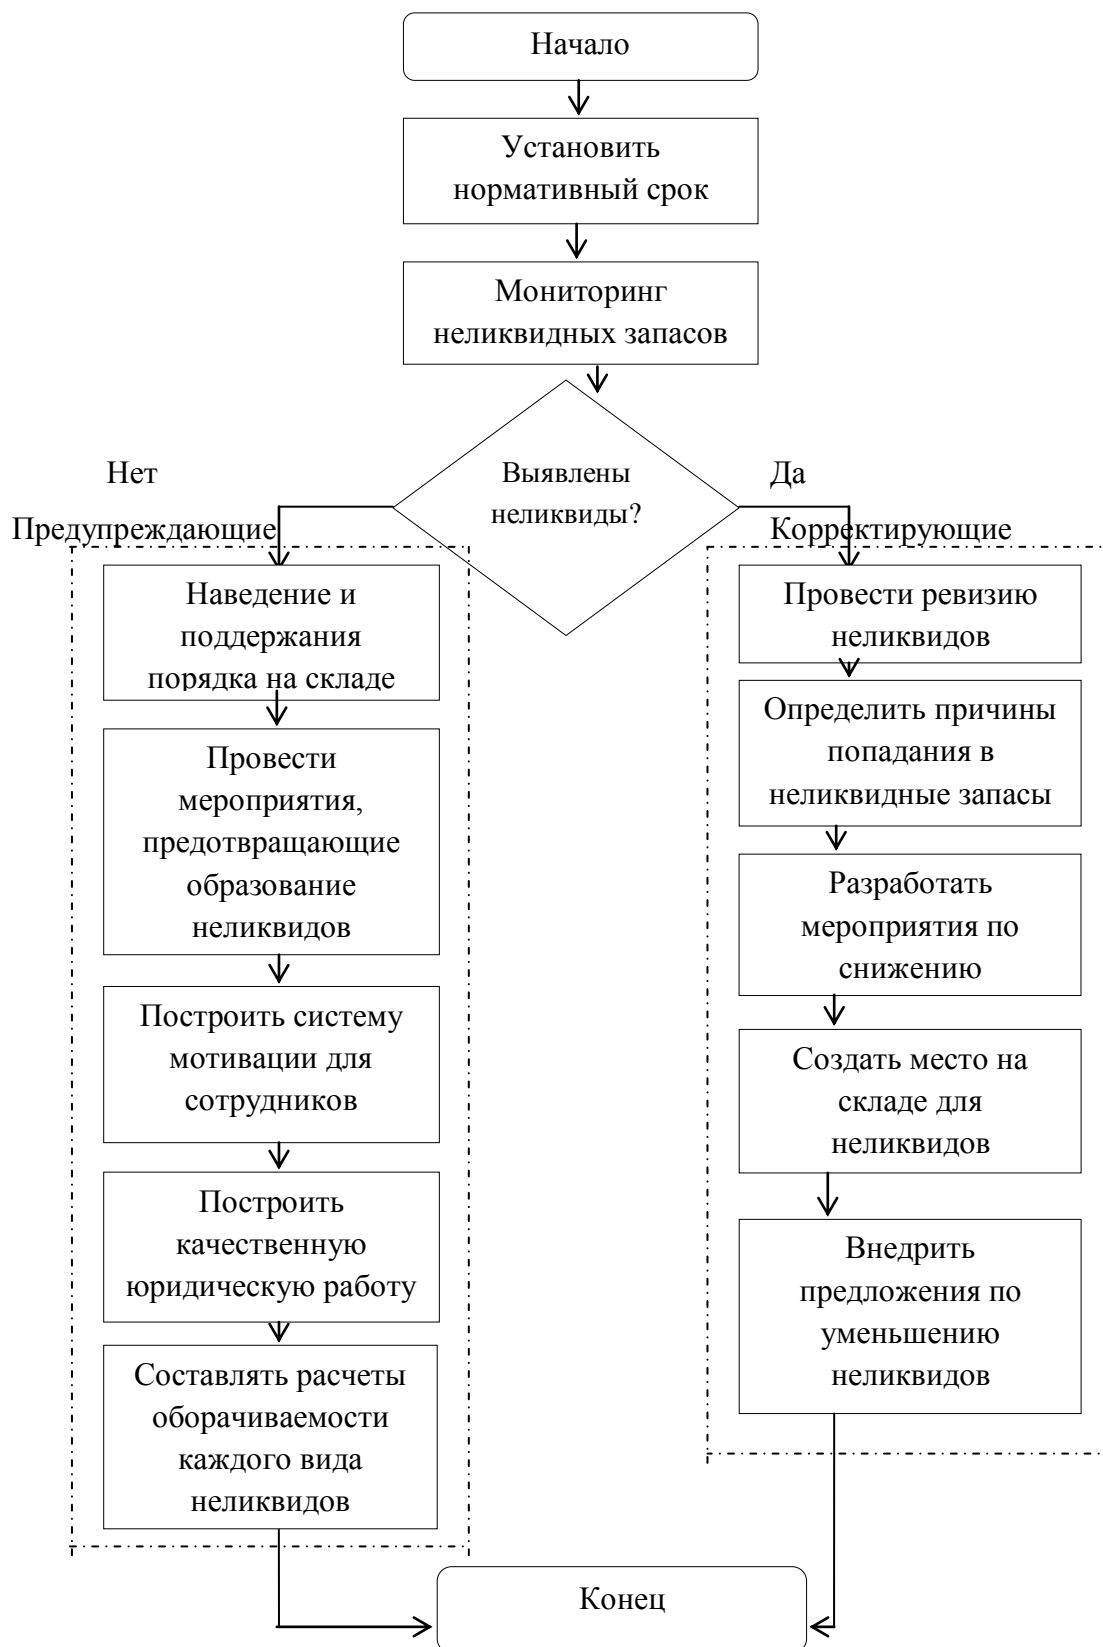 Начало
Установить
нормативный срок
Мониторинг
неликвидных запасов
Выявлены
неликвиды?
Нет
Предупреждающие
Наведение и
поддержания
порядка на складе
Провести
мероприятия,
предотвращающие
образование
неликвидов
Построить систему
мотивации для
сотрудников
Построить
качественную
юридическую работу
Составлять расчеты
оборачиваемости
каждого вида
неликвидов
Да
Корректирующие
Провести ревизию
неликвидов
Определить причины
попадания в
неликвидные запасы
Разработать
мероприятия по
снижению
Создать место на
складе для
неликвидов
Внедрить
предложения по
уменьшению
неликвидов
Конец